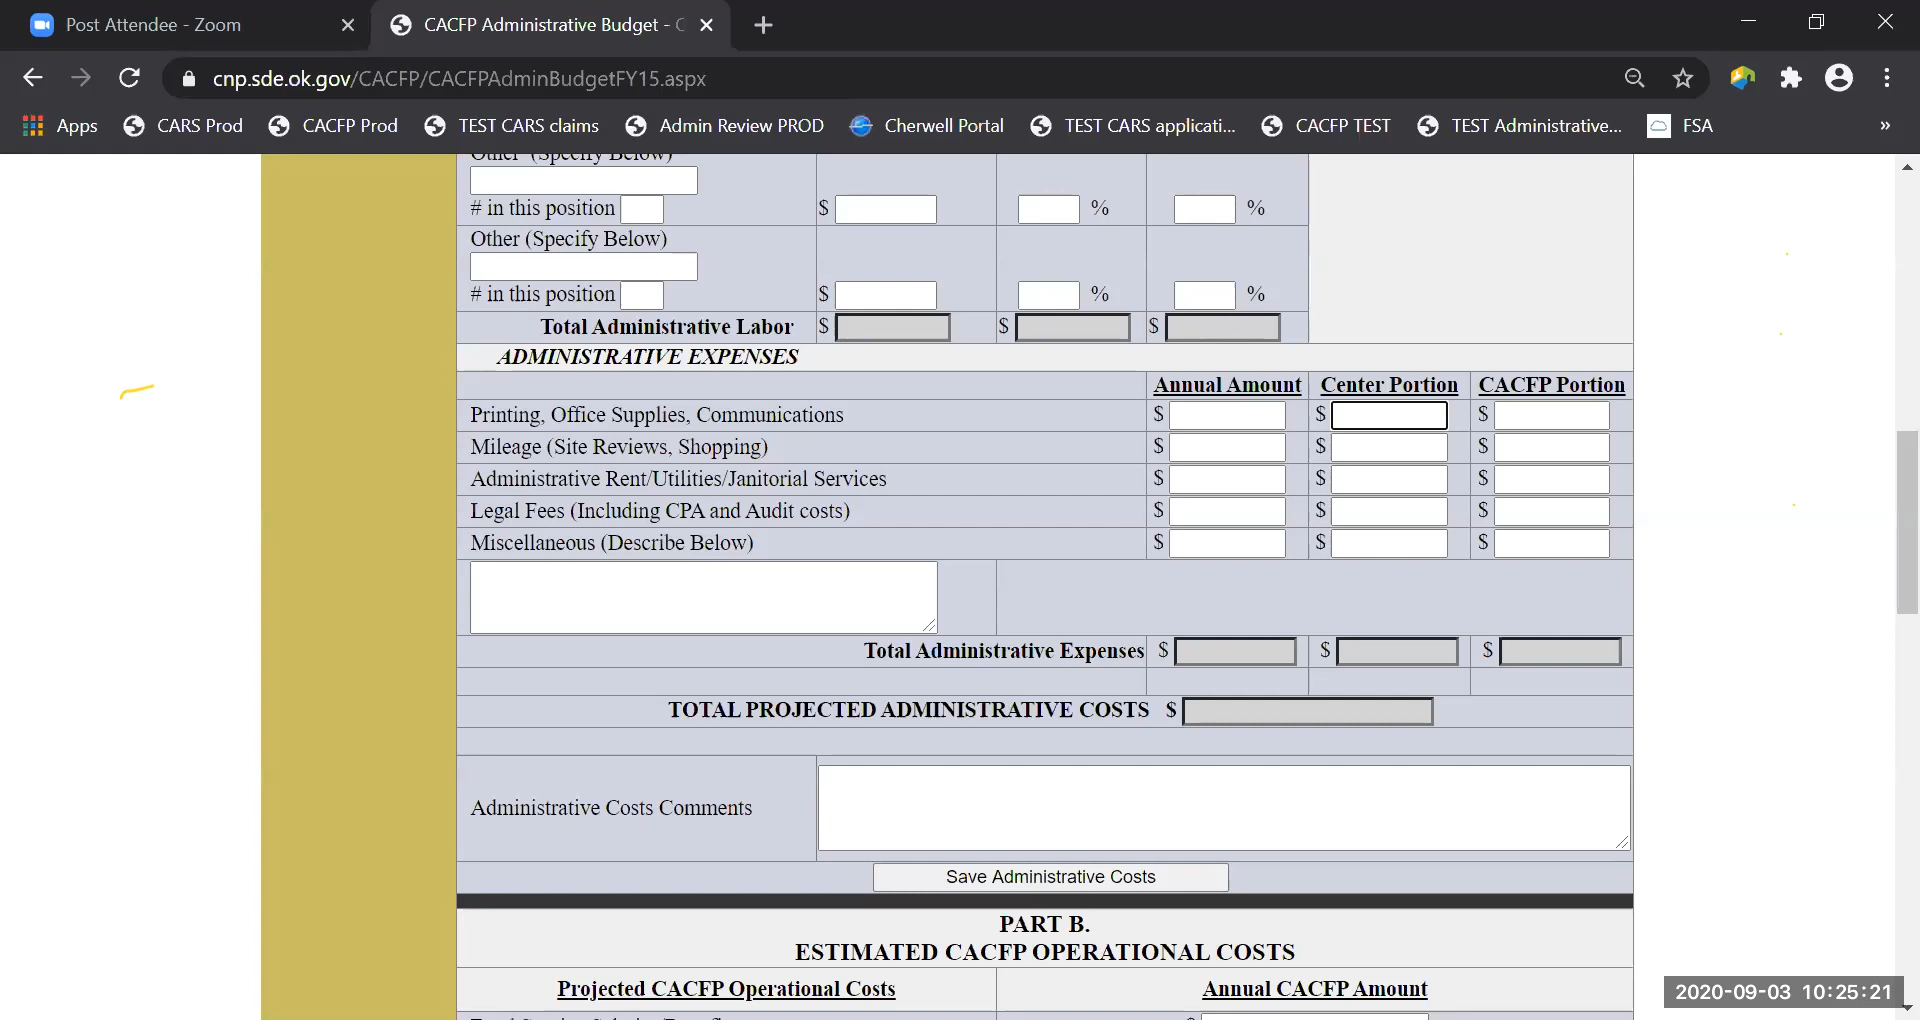 Post Attendee - Zoom
CACFP Administrative Budget - C
cnp.sde.ok.gov/CACFP/CACFPAdminBudgetFY15.aspx
Apps CARS Prod CACFP Prod TEST CARS claims Admin Review PROD Cherwell Portal TEST CARS applicati... CACFP TEST TEST Administrative... FSA »
Other (Specify Below)
# in this position $ % %
Other (Specify Below)
# in this position $ % %
Total Administrative Labor $ $ $
ADMINISTRATIVE EXPENSES
Annual Amount Center Portion CACFP Portion
Printing, Office Supplies, Communications $ $ $
Mileage (Site Reviews, Shopping) $ $ $
Administrative Rent/Utilities/Janitorial Services $ $ $
Legal Fees (Including CPA and Audit costs) $ $ $
Miscellaneous (Describe Below) $ $ $
Total Administrative Expenses $ $ $
TOTAL PROJECTED ADMINISTRATIVE COSTS $
Administrative Costs Comments
Save Administrative Costs
PART B.
ESTIMATED CACFP OPERATIONAL COSTS
Projected CACFP Operational Costs Annual CACFP Amount
2020-09-03 10:25:21